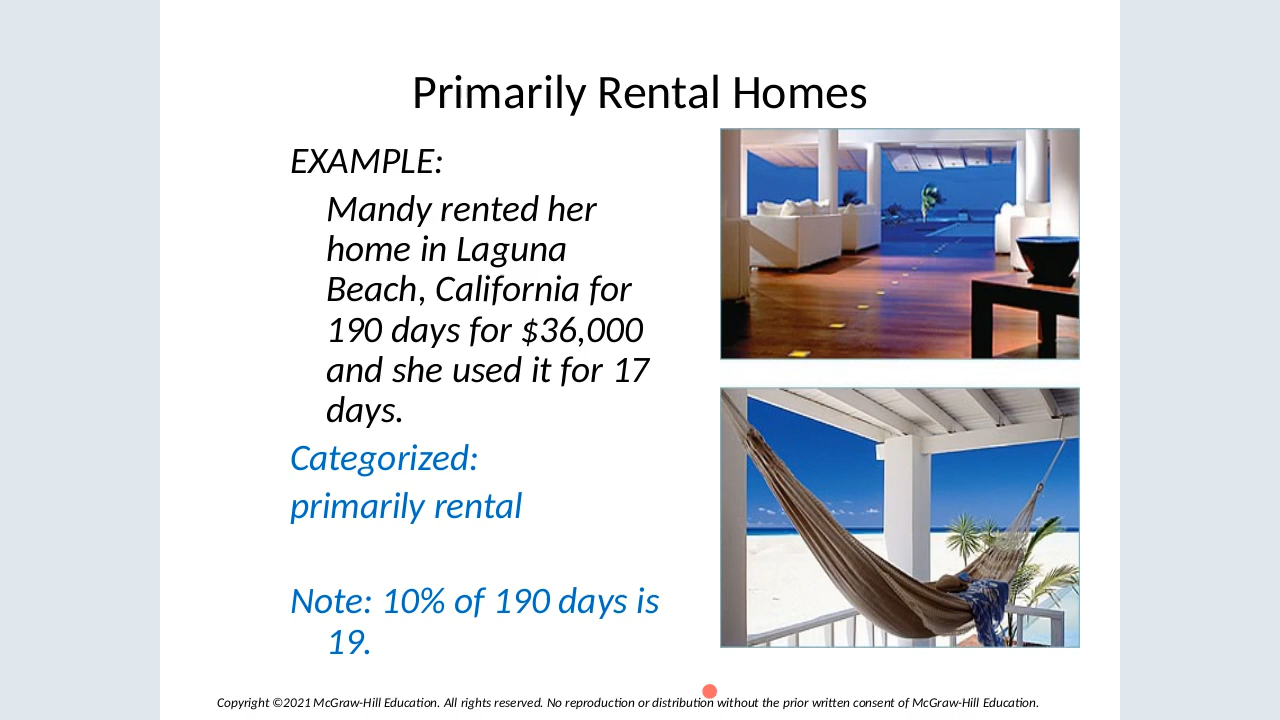 Primarily Rental Homes
EXAMPLE:
Mandy rented her
home in Laguna
Beach, California for
190 days for $36,000
and she used it for 17
days.
Categorized:
primarily rental
Note: 10% of 190 days is
19.
Copyright ©2021 McGraw-Hill Education. All rights reserved. No reproduction or distribution without the prior written consent of McGraw-Hill Education.